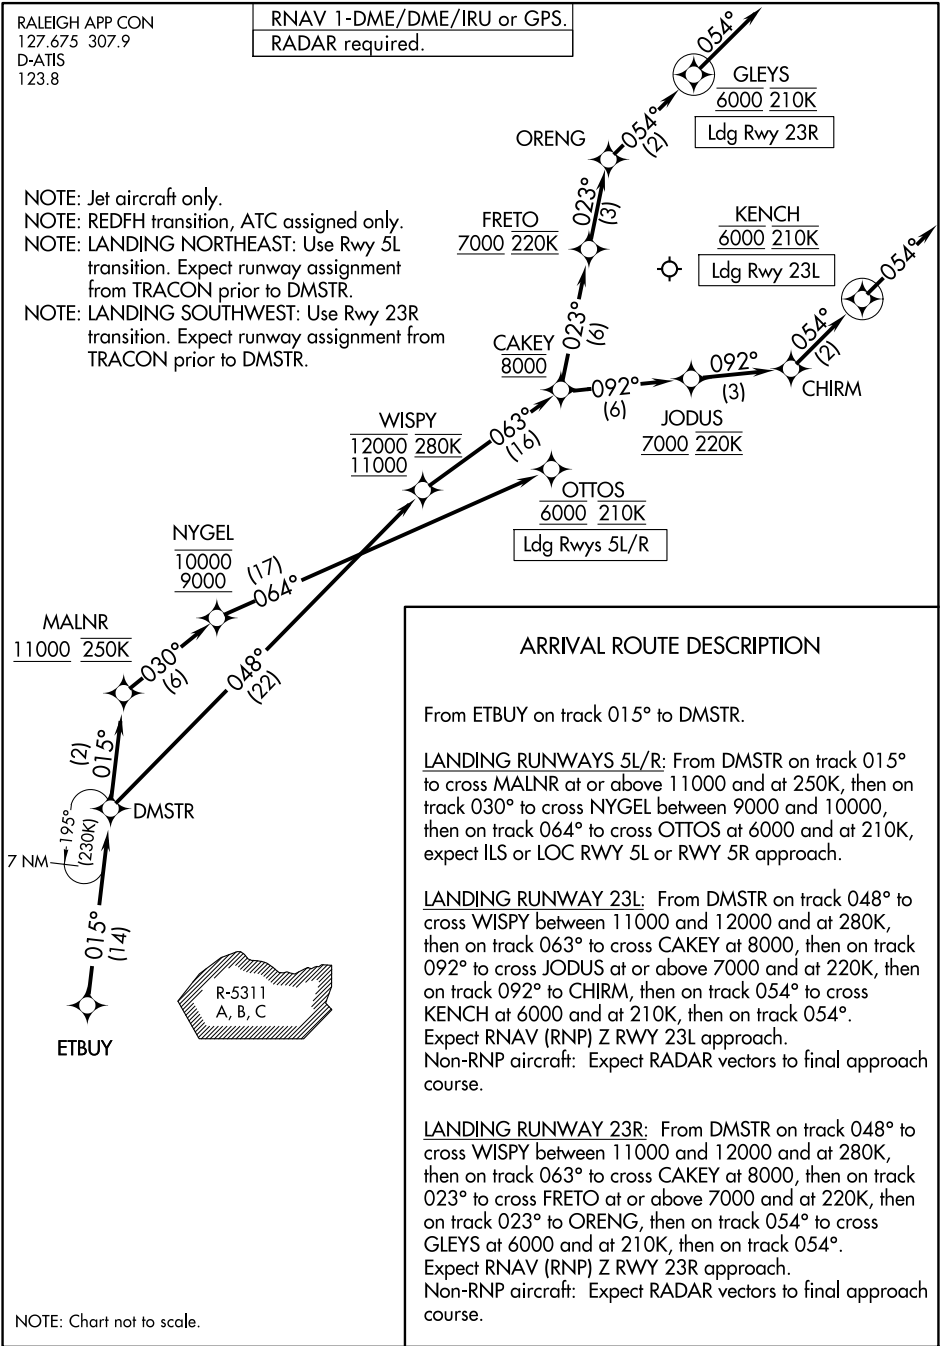 RALEIGH APP CON
127.675 307.9
D-ATIS
123.8
RNAV 1-DME/DME/IRU or GPS.
RADAR required.
NOTE: Jet aircraft only.
NOTE: REDFH transition, ATC assigned only.
NOTE: LANDING NORTHEAST: Use Rwy 5L
transition. Expect runway assignment
from TRACON prior to DMSTR.
NOTE: LANDING SOUTHWEST: Use Rwy 23R
transition. Expect runway assignment from
TRACON prior to DMSTR.
054°
GLEYS
6000 210K
Ldg Rwy 23R
054°
(2)
ORENG
023°
(3)
FRETO
7000 220K
KENCH
6000 210K
Ldg Rwy 23L
054°
023°
(6)
054°
(2)
CAKEY
8000
092°
(6)
092°
(3)
CHIRM
JODUS
7000 220K
WISPY
12000 280K
11000
063°
(16)
OTTOS
6000 210K
Ldg Rwys 5L/R
NYGEL
10000
9000
(17)
064°
MALNR
11000 250K
030°
(6)
048°
(22)
(2)
015°
DMSTR
195°
(230K)
7 NM
015°
(14)
R-5311
A, B, C
ETBUY
ARRIVAL ROUTE DESCRIPTION
From ETBUY on track 015° to DMSTR.
LANDING RUNWAYS 5L/R: From DMSTR on track 015°
to cross MALNR at or above 11000 and at 250K, then on
track 030° to cross NYGEL between 9000 and 10000,
then on track 064° to cross OTTOS at 6000 and at 210K,
expect ILS or LOC RWY 5L or RWY 5R approach.
LANDING RUNWAY 23L: From DMSTR on track 048° to
cross WISPY between 11000 and 12000 and at 280K,
then on track 063° to cross CAKEY at 8000, then on track
092° to cross JODUS at or above 7000 and at 220K, then
on track 092° to CHIRM, then on track 054° to cross
KENCH at 6000 and at 210K, then on track 054°.
Expect RNAV (RNP) Z RWY 23L approach.
Non-RNP aircraft: Expect RADAR vectors to final approach
course.
LANDING RUNWAY 23R: From DMSTR on track 048° to
cross WISPY between 11000 and 12000 and at 280K,
then on track 063° to cross CAKEY at 8000, then on track
023° to cross FRETO at or above 7000 and at 220K, then
on track 023° to ORENG, then on track 054° to cross
GLEYS at 6000 and at 210K, then on track 054°.
Expect RNAV (RNP) Z RWY 23R approach.
Non-RNP aircraft: Expect RADAR vectors to final approach
course.
NOTE: Chart not to scale.